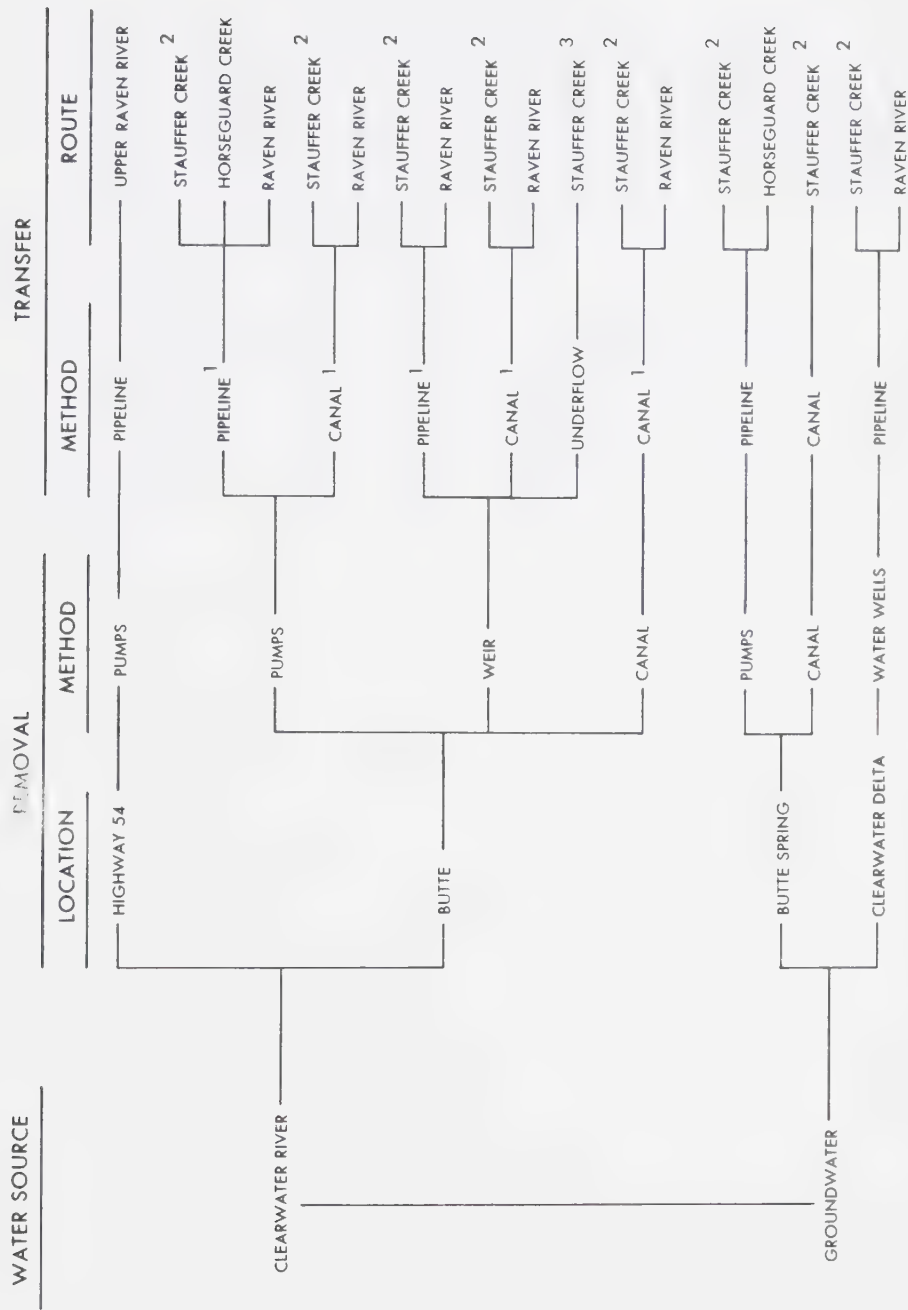 TRANSFER
REMOVAL
WATER SOURCE
LOCATION METHOD METHOD ROUTE
HIGHWAY 54 PUMPS PIPELINE UPPER RAVEN RIVER
STAUFFER CREEK 2
PIPELINE 1 HORSEGUARD CREEK
RAVEN RIVER
CLEARWATER RIVER PUMPS
STAUFFER CREEK 2
CANAL 1
RAVEN RIVER
STAUFFER CREEK 2
PIPELINE 1
BUTTE RAVEN RIVER
WEIR STAUFFER CREEK 2
CANAL 1
RAVEN RIVER
UNDERFLOW STAUFFER CREEK 3
STAUFFER CREEK 2
CANAL CANAL 1
RAVEN RIVER
STAUFFER CREEK 2
PUMPS PIPELINE
HORSEGUARD CREEK
BUTTE SPRING
CANAL CANAL STAUFFER CREEK 2
GROUNDWATER
STAUFFER CREEK 2
CLEARWATER DELTA WATER WELLS PIPELINE
RAVEN RIVER